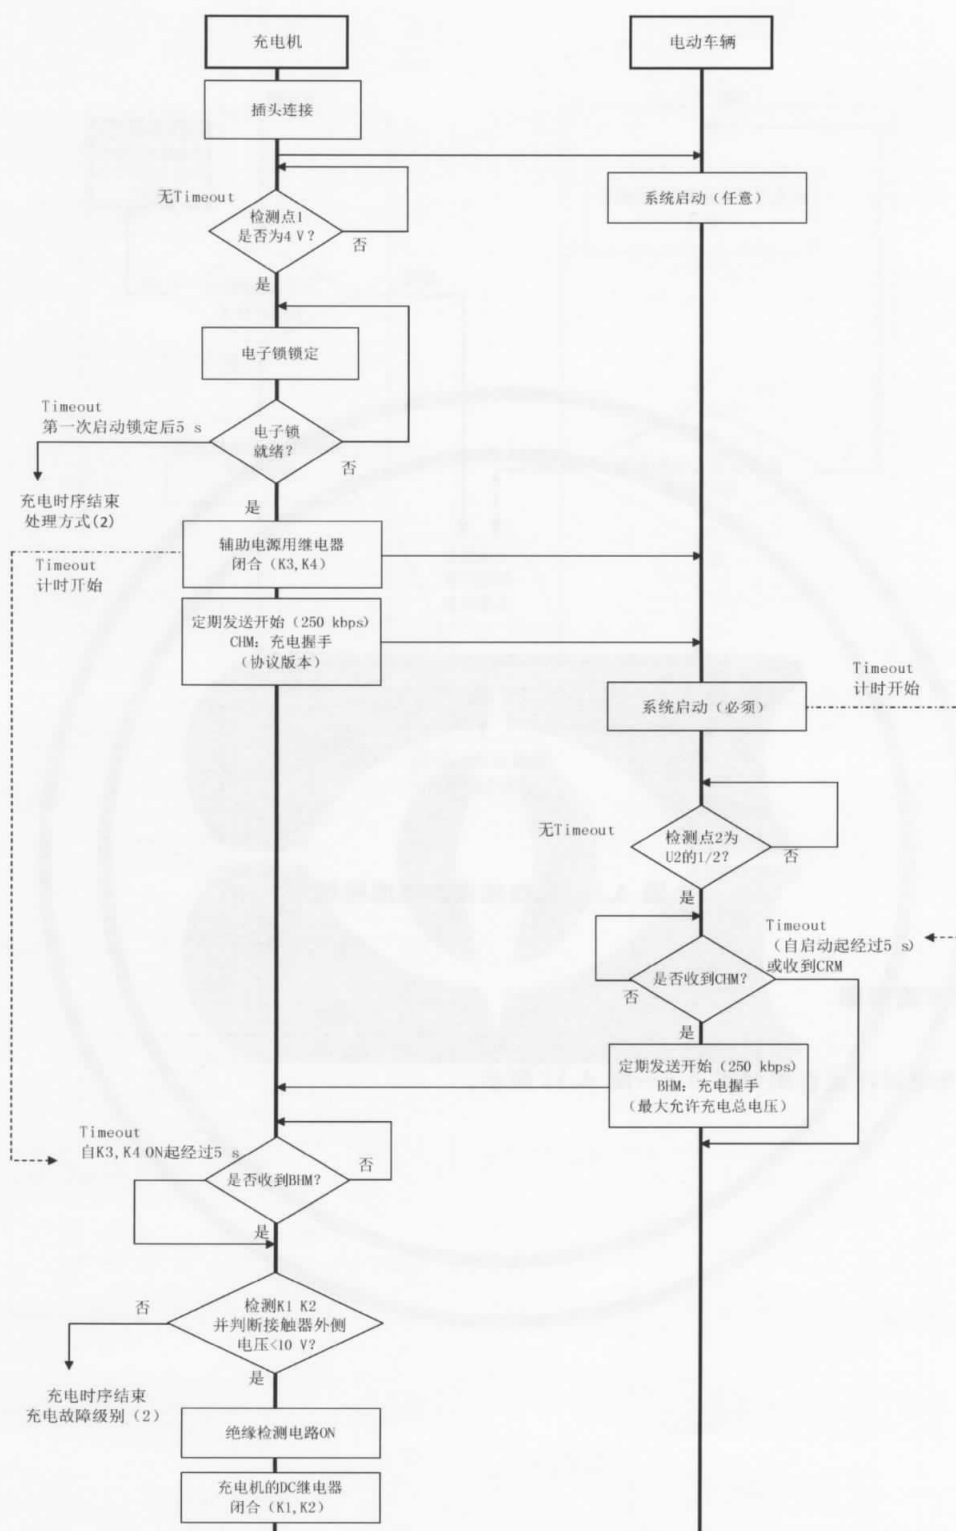 充电机
电动车辆
插头连接
无Timeout
检测点1
是否为4 V?
否
是
系统启动(任意)
电子锁锁定
Timeout
第一次启动锁定后5 s
电子锁
就绪?
否
是
充电时序结束
处理方式(2)
辅助电源用继电器
闭合(K3,K4)
Timeout
计时开始
定期发送开始(250 kbps)
CHM: 充电握手
(协议版本)
Timeout
计时开始
系统启动(必须)
无Timeout
检测点2为
U2的1/2?
否
是
Timeout
(自启动起经过5 s)
或收到CRM
是否收到CHM?
否
是
定期发送开始(250 kbps)
BHM: 充电握手
(最大允许充电总电压)
Timeout
自K3,K4 ON起经过5 s
是否收到BHM?
否
是
检测K1 K2
并判断接触器外侧
电压<10 V?
否
是
充电时序结束
充电故障级别(2)
绝缘检测电路ON
充电机的DC继电器
闭合(K1,K2)